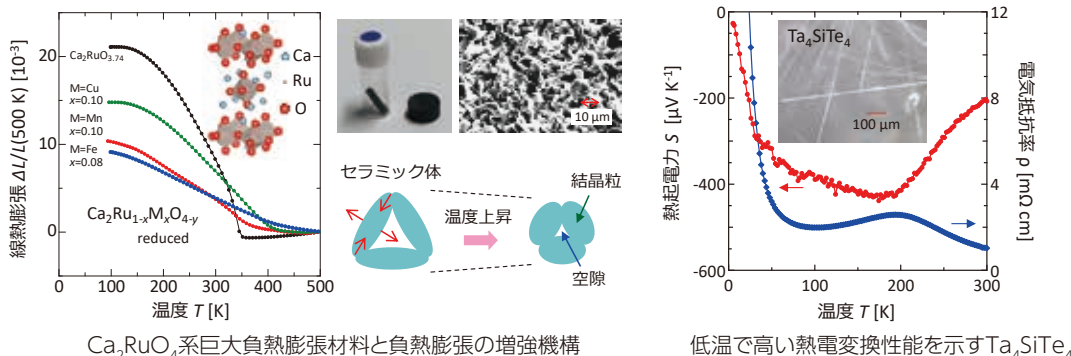 線熱膨張 ΔL/L(500 K) [10⁻³]
20
10
0
Ca₂RuO₃.₇₄
M=Cu
x=0.10
M=Mn
x=0.10
M=Fe
x=0.08
Ca₂Ru₁₋ₓMₓO₄₋ᵧ
reduced
Ca
Ru
O
0 100 200 300 400 500
温度 T [K]
10 μm
セラミック体
温度上昇
結晶粒
空隙
Ca₂RuO₄系巨大負熱膨張材料と負熱膨張の増強機構
熱起電力 S [μV K⁻¹]
0
-200
-400
-600
Ta₄SiTe₄
100 μm
12
8
4
0
電気抵抗率 ρ [mΩ cm]
0 100 200 300
温度 T [K]
低温で高い熱電変換性能を示すTa₄SiTe₄